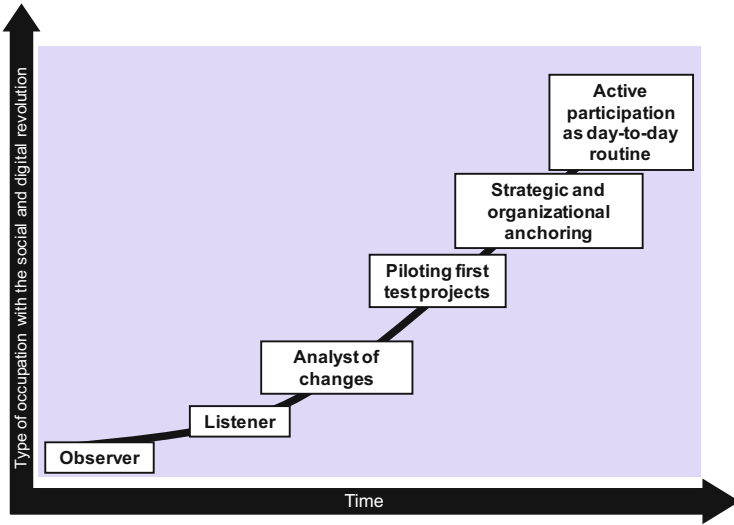 Type of occupation with the social and digital revolution
Active
participation
as day-to-day
routine
Strategic and
organizational
anchoring
Piloting first
test projects
Analyst of
changes
Listener
Observer
Time